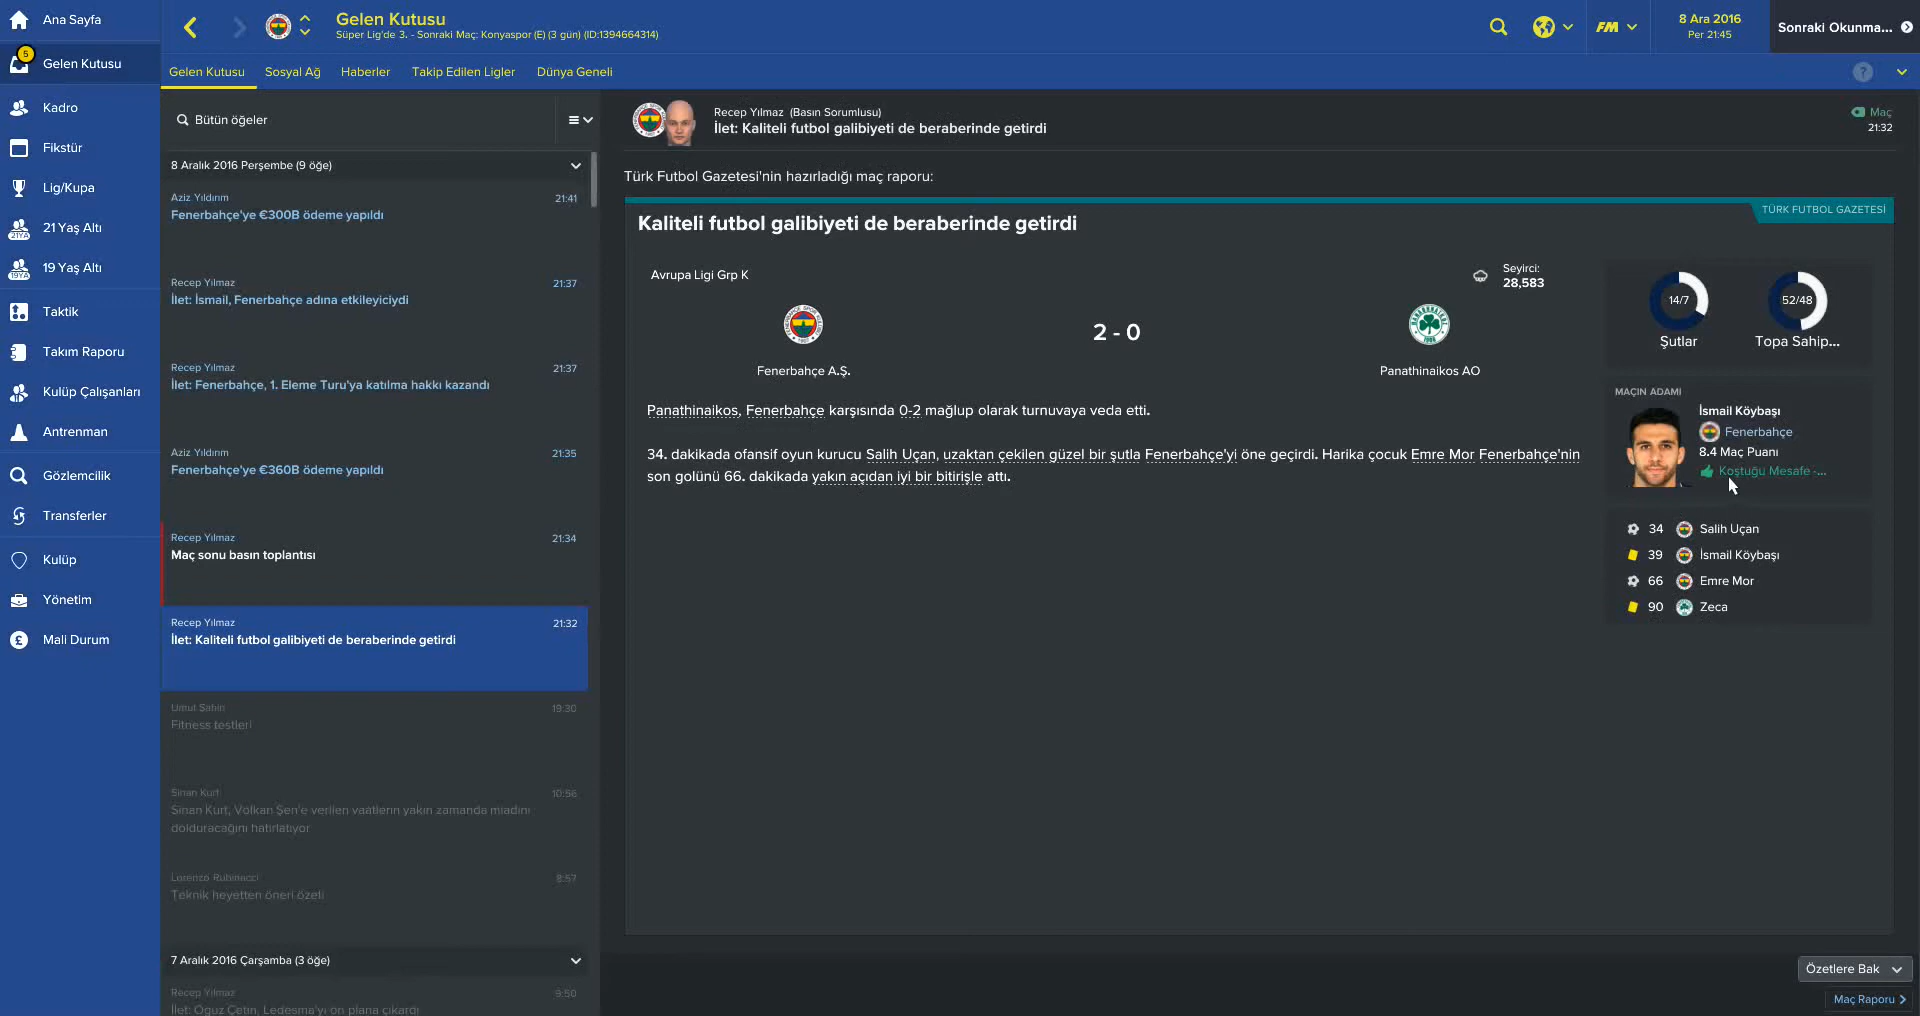 Ana Sayfa
5
Gelen Kutusu
Kadro
Fikstür
Lig/Kupa
21 Yaş Altı
19 Yaş Altı
Taktik
Takım Raporu
Kulüp Çalışanları
Antrenman
Gözlemcilik
Transferler
Kulüp
Yönetim
Mali Durum
Gelen Kutusu
Süper Lig'de 3. - Sonraki Maç: Konyaspor (E) (3 gün) (ID:1394664314)
FM
8 Ara 2016
Per 21:45
Sonraki Okunma...
Gelen Kutusu Sosyal Ağ Haberler Takip Edilen Ligler Dünya Geneli
?
Bütün öğeler
8 Aralık 2016 Perşembe (9 öğe)
Aziz Yıldırım 21:41
Fenerbahçe'ye €300B ödeme yapıldı
Recep Yılmaz 21:37
İlet: İsmail, Fenerbahçe adına etkileyiciydi
Recep Yılmaz 21:37
İlet: Fenerbahçe, 1. Eleme Turu'ya katılma hakkı kazandı
Aziz Yıldırım 21:35
Fenerbahçe'ye €360B ödeme yapıldı
Recep Yılmaz 21:34
Maç sonu basın toplantısı
Recep Yılmaz 21:32
İlet: Kaliteli futbol galibiyeti de beraberinde getirdi
Umut Şahin 19:30
Fitness testleri
Sinan Kurt 10:56
Sinan Kurt, Volkan Şen'e verilen vaatlerin yakın zamanda miadını
dolduracağını hatırlatıyor
Lorenzo Rubinacci 8:57
Teknik heyetten öneri özeti
7 Aralık 2016 Çarşamba (3 öğe)
Recep Yılmaz 9:50
İlet: Oğuz Çetin, Ledesma'yı ön plana çıkardı
Recep Yılmaz (Basın Sorumlusu)
İlet: Kaliteli futbol galibiyeti de beraberinde getirdi
Maç
21:32
Türk Futbol Gazetesi'nin hazırladığı maç raporu:
TÜRK FUTBOL GAZETESİ
Kaliteli futbol galibiyeti de beraberinde getirdi
Avrupa Ligi Grp K
Seyirci:
28,583
2 - 0
Fenerbahçe A.Ş.
Panathinaikos AO
Panathinaikos, Fenerbahçe karşısında 0-2 mağlup olarak turnuvaya veda etti.
34. dakikada ofansif oyun kurucu Salih Uçan, uzaktan çekilen güzel bir şutla Fenerbahçe'yi öne geçirdi. Harika çocuk Emre Mor Fenerbahçe'nin
son golünü 66. dakikada yakın açıdan iyi bir bitirişle attı.
14/7
52/48
Şutlar
Topa Sahip...
MAÇIN ADAMI
İsmail Köybaşı
Fenerbahçe
8.4 Maç Puanı
Koştuğu Mesafe -...
34 Salih Uçan
39 İsmail Köybaşı
66 Emre Mor
90 Zeca
Özetlere Bak
Maç Raporu